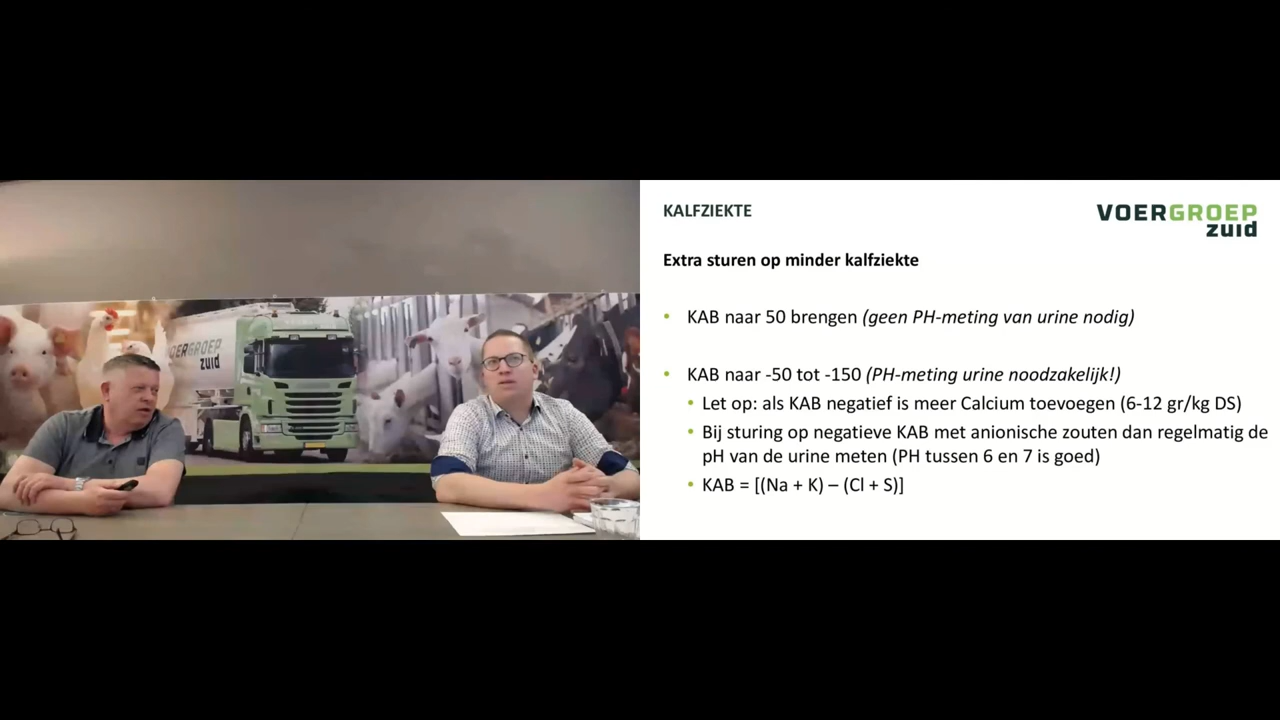 VOERGROEP
zuid
KALFZIEKTE
VOERGROEP
zuid
Extra sturen op minder kalfziekte
• KAB naar 50 brengen (geen PH-meting van urine nodig)
• KAB naar -50 tot -150 (PH-meting urine noodzakelijk!)
• Let op: als KAB negatief is meer Calcium toevoegen (6-12 gr/kg DS)
• Bij sturing op negatieve KAB met anionische zouten dan regelmatig de
pH van de urine meten (PH tussen 6 en 7 is goed)
• KAB = [(Na + K) – (Cl + S)]